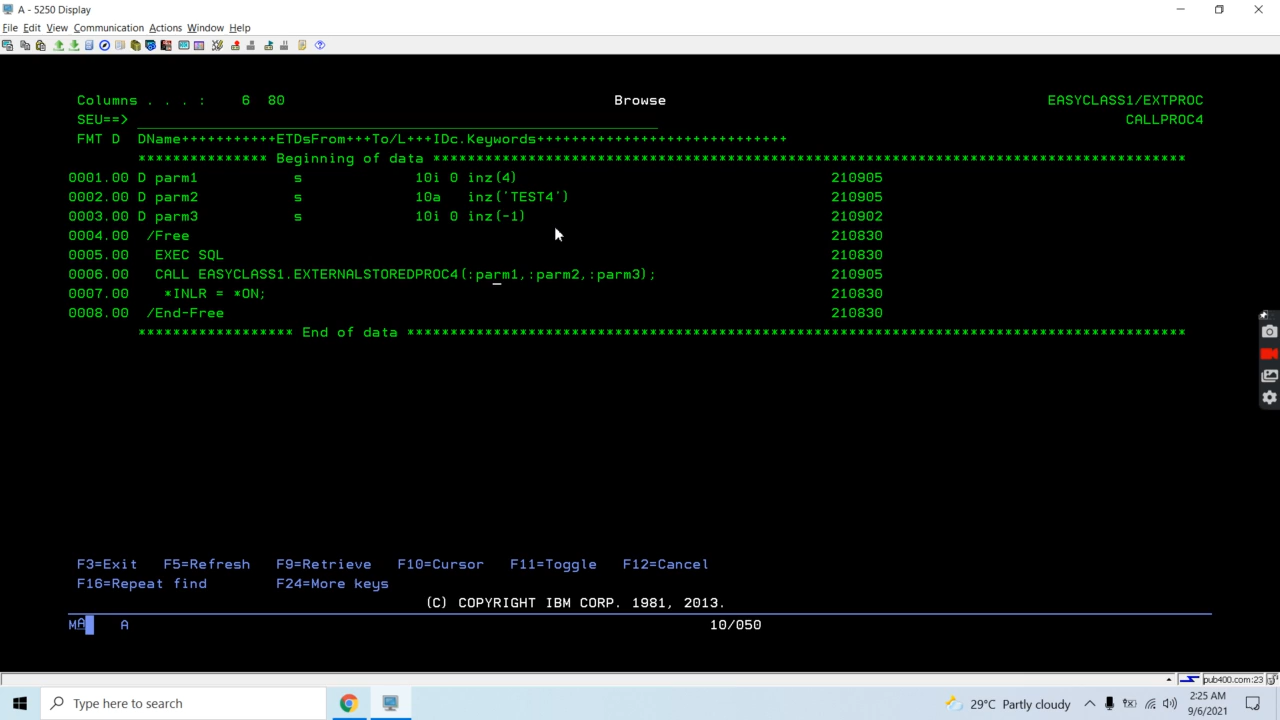 A - 5250 Display
File Edit View Communication Actions Window Help
Columns . . . : 6 80 Browse EASYCLASS1/EXTPROC
SEU==> CALLPROC4
FMT D DName+++++++++++ETDsFrom+++To/L+++IDc.Keywords+++++++++++++++++++++++++++++
*************** Beginning of data ***************************************************************************************
0001.00 D parm1 s 10i 0 inz(4) 210905
0002.00 D parm2 s 10a inz('TEST4') 210905
0003.00 D parm3 s 10i 0 inz(-1) 210902
0004.00 /Free 210830
0005.00 EXEC SQL 210830
0006.00 CALL EASYCLASS1.EXTERNALSTOREDPROC4(:parm1,:parm2,:parm3); 210905
0007.00 *INLR = *ON; 210830
0008.00 /End-Free 210830
****************** End of data ******************************************************************************************
F3=Exit F5=Refresh F9=Retrieve F10=Cursor F11=Toggle F12=Cancel
F16=Repeat find F24=More keys
(C) COPYRIGHT IBM CORP. 1981, 2013.
MA A 10/050
pub400.com:23
Type here to search 29°C Partly cloudy 2:25 AM
9/6/2021